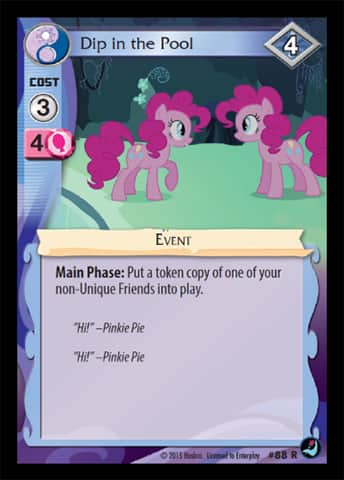 Dip in the Pool
4
COST
3
4
EVENT
Main Phase: Put a token copy of one of your
non-Unique Friends into play.
"Hi!" –Pinkie Pie
"Hi!" –Pinkie Pie
© 2015 Hasbro. Licensed to Enterplay #88 R